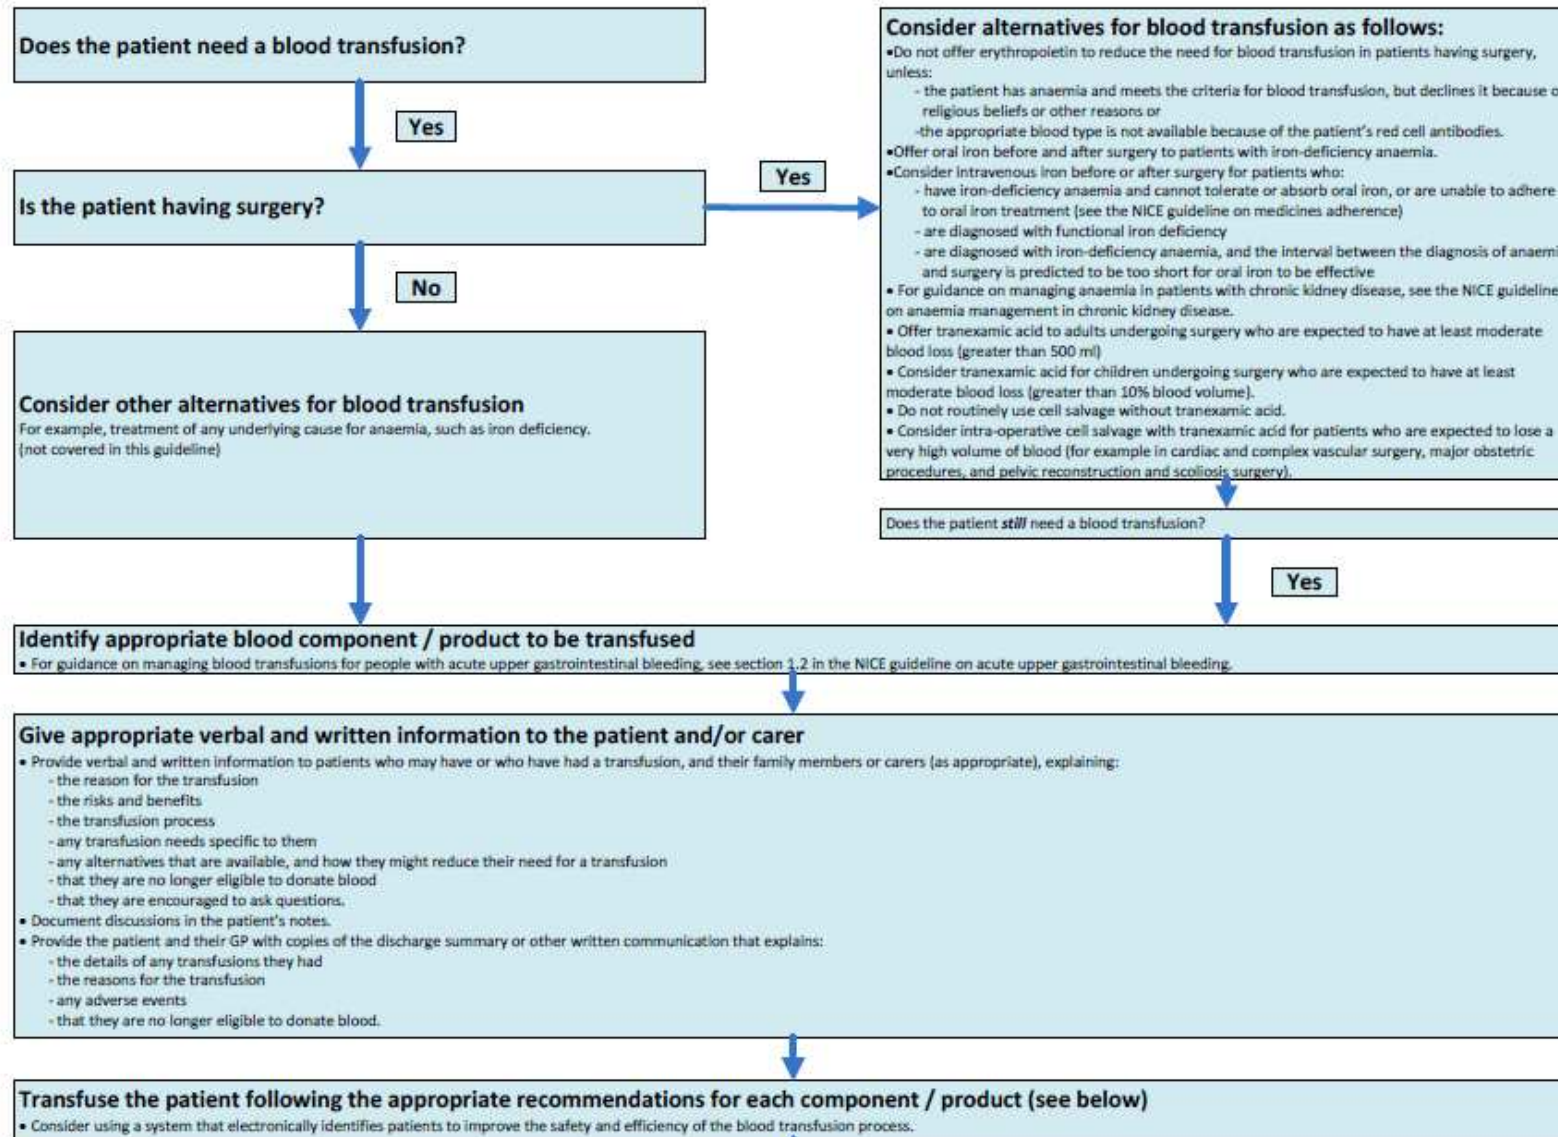 Does the patient need a blood transfusion?
Yes
Is the patient having surgery?
Yes
No
Consider other alternatives for blood transfusion
For example, treatment of any underlying cause for anaemia, such as iron deficiency.
(not covered in this guideline)
Consider alternatives for blood transfusion as follows:
•Do not offer erythropoietin to reduce the need for blood transfusion in patients having surgery,
unless:
- the patient has anaemia and meets the criteria for blood transfusion, but declines it because o
religious beliefs or other reasons or
-the appropriate blood type is not available because of the patient's red cell antibodies.
•Offer oral iron before and after surgery to patients with iron-deficiency anaemia.
•Consider intravenous iron before or after surgery for patients who:
- have iron-deficiency anaemia and cannot tolerate or absorb oral iron, or are unable to adhere
to oral iron treatment (see the NICE guideline on medicines adherence)
- are diagnosed with functional iron deficiency
- are diagnosed with iron-deficiency anaemia, and the interval between the diagnosis of anaemi
and surgery is predicted to be too short for oral iron to be effective
• For guidance on managing anaemia in patients with chronic kidney disease, see the NICE guideline
on anaemia management in chronic kidney disease.
• Offer tranexamic acid to adults undergoing surgery who are expected to have at least moderate
blood loss (greater than 500 ml)
• Consider tranexamic acid for children undergoing surgery who are expected to have at least
moderate blood loss (greater than 10% blood volume).
• Do not routinely use cell salvage without tranexamic acid.
• Consider intra-operative cell salvage with tranexamic acid for patients who are expected to lose a
very high volume of blood (for example in cardiac and complex vascular surgery, major obstetric
procedures, and pelvic reconstruction and scoliosis surgery).
Does the patient still need a blood transfusion?
Yes
Identify appropriate blood component / product to be transfused
• For guidance on managing blood transfusions for people with acute upper gastrointestinal bleeding, see section 1.2 in the NICE guideline on acute upper gastrointestinal bleeding.
Give appropriate verbal and written information to the patient and/or carer
• Provide verbal and written information to patients who may have or who have had a transfusion, and their family members or carers (as appropriate), explaining:
- the reason for the transfusion
- the risks and benefits
- the transfusion process
- any transfusion needs specific to them
- any alternatives that are available, and how they might reduce their need for a transfusion
- that they are no longer eligible to donate blood
- that they are encouraged to ask questions.
• Document discussions in the patient's notes.
• Provide the patient and their GP with copies of the discharge summary or other written communication that explains:
- the details of any transfusions they had
- the reasons for the transfusion
- any adverse events
- that they are no longer eligible to donate blood.
Transfuse the patient following the appropriate recommendations for each component / product (see below)
• Consider using a system that electronically identifies patients to improve the safety and efficiency of the blood transfusion process.